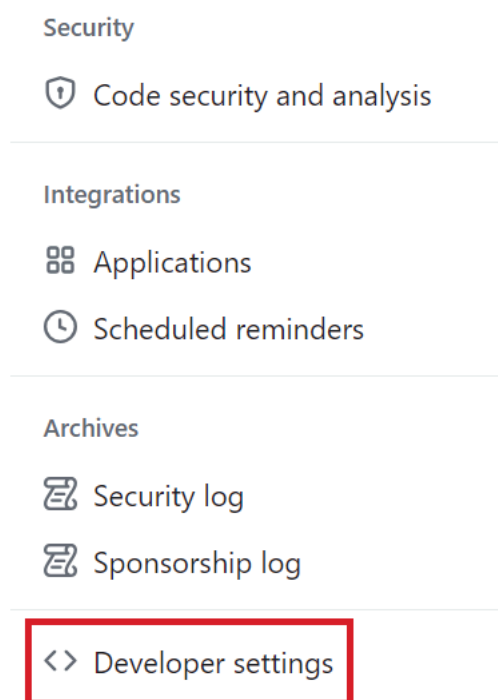 Security
Code security and analysis
Integrations
Applications
Scheduled reminders
Archives
Security log
Sponsorship log
Developer settings